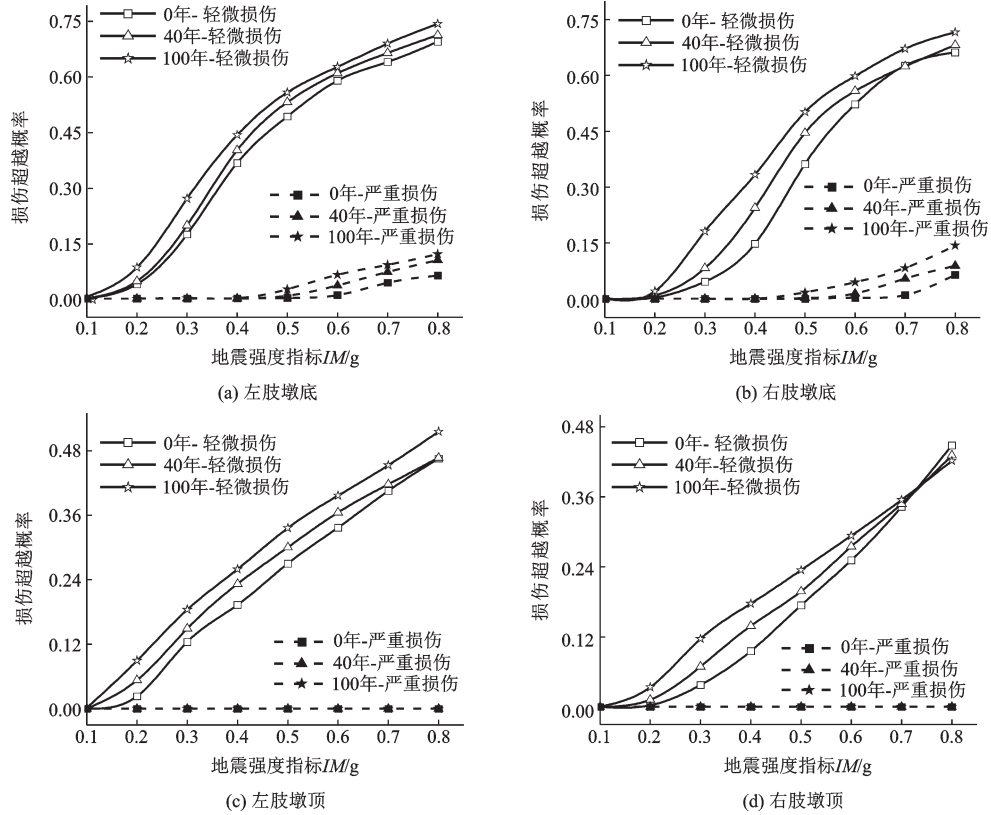 0.75
0.60
0.45
0.30
0.15
0.00
损伤超越概率
0年- 轻微损伤
40年-轻微损伤
100年-轻微损伤
0年-严重损伤
40年-严重损伤
100年-严重损伤
0.1 0.2 0.3 0.4 0.5 0.6 0.7 0.8
地震强度指标IM/g
(a) 左肢墩底
0.75
0.60
0.45
0.30
0.15
0.00
损伤超越概率
0年- 轻微损伤
40年-轻微损伤
100年-轻微损伤
0年-严重损伤
40年-严重损伤
100年-严重损伤
0.1 0.2 0.3 0.4 0.5 0.6 0.7 0.8
地震强度指标IM/g
(b) 右肢墩底
0.48
0.36
0.24
0.12
0.00
损伤超越概率
0年- 轻微损伤
40年-轻微损伤
100年-轻微损伤
0年-严重损伤
40年-严重损伤
100年-严重损伤
0.1 0.2 0.3 0.4 0.5 0.6 0.7 0.8
地震强度指标IM/g
(c) 左肢墩顶
0.48
0.36
0.24
0.12
0.00
损伤超越概率
0年- 轻微损伤
40年-轻微损伤
100年-轻微损伤
0年-严重损伤
40年-严重损伤
100年-严重损伤
0.1 0.2 0.3 0.4 0.5 0.6 0.7 0.8
地震强度指标IM/g
(d) 右肢墩顶